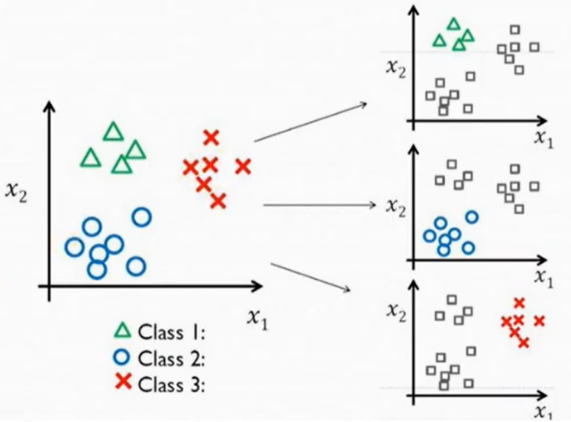 x₂
x₁
Class 1:
Class 2:
Class 3:
x₂
x₁
x₂
x₁
x₂
x₁